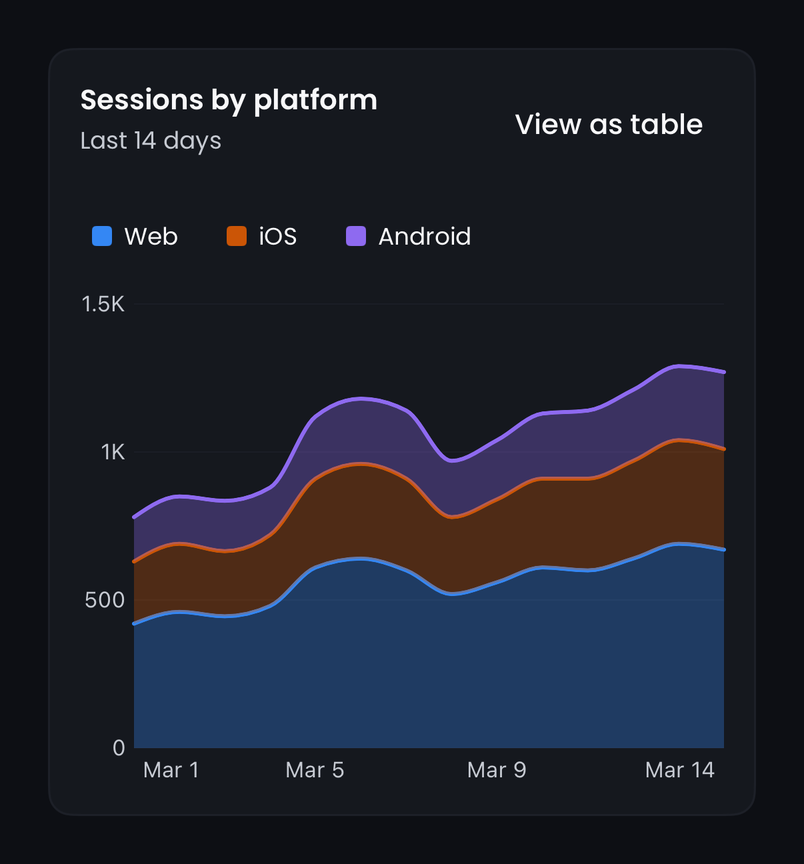 Sessions by platform
Last 14 days
View as table
Web
iOS
Android
1.5K
1K
500
0
Mar 1
Mar 5
Mar 9
Mar 14